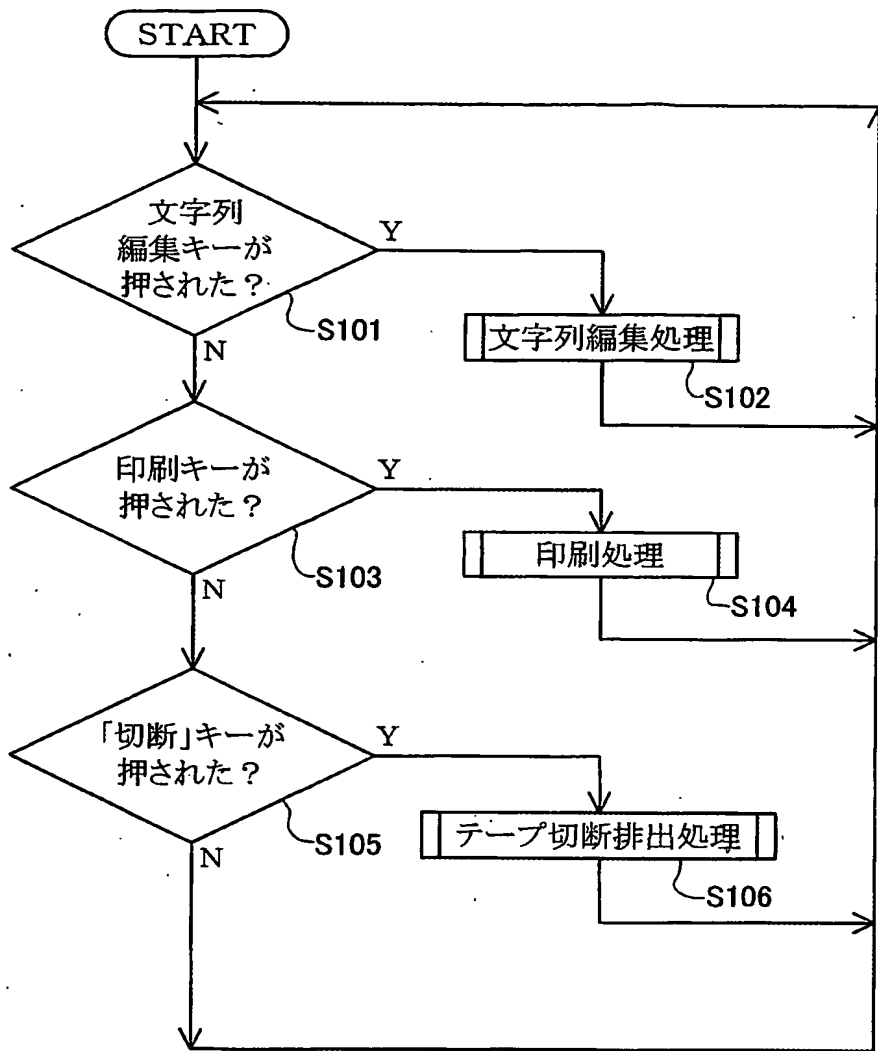 START
文字列
編集キーが
押された?
Y
S101
N
文字列編集処理
S102
印刷キーが
押された?
Y
S103
N
印刷処理
S104
「切断」キーが
押された?
Y
S105
N
テープ切断排出処理
S106